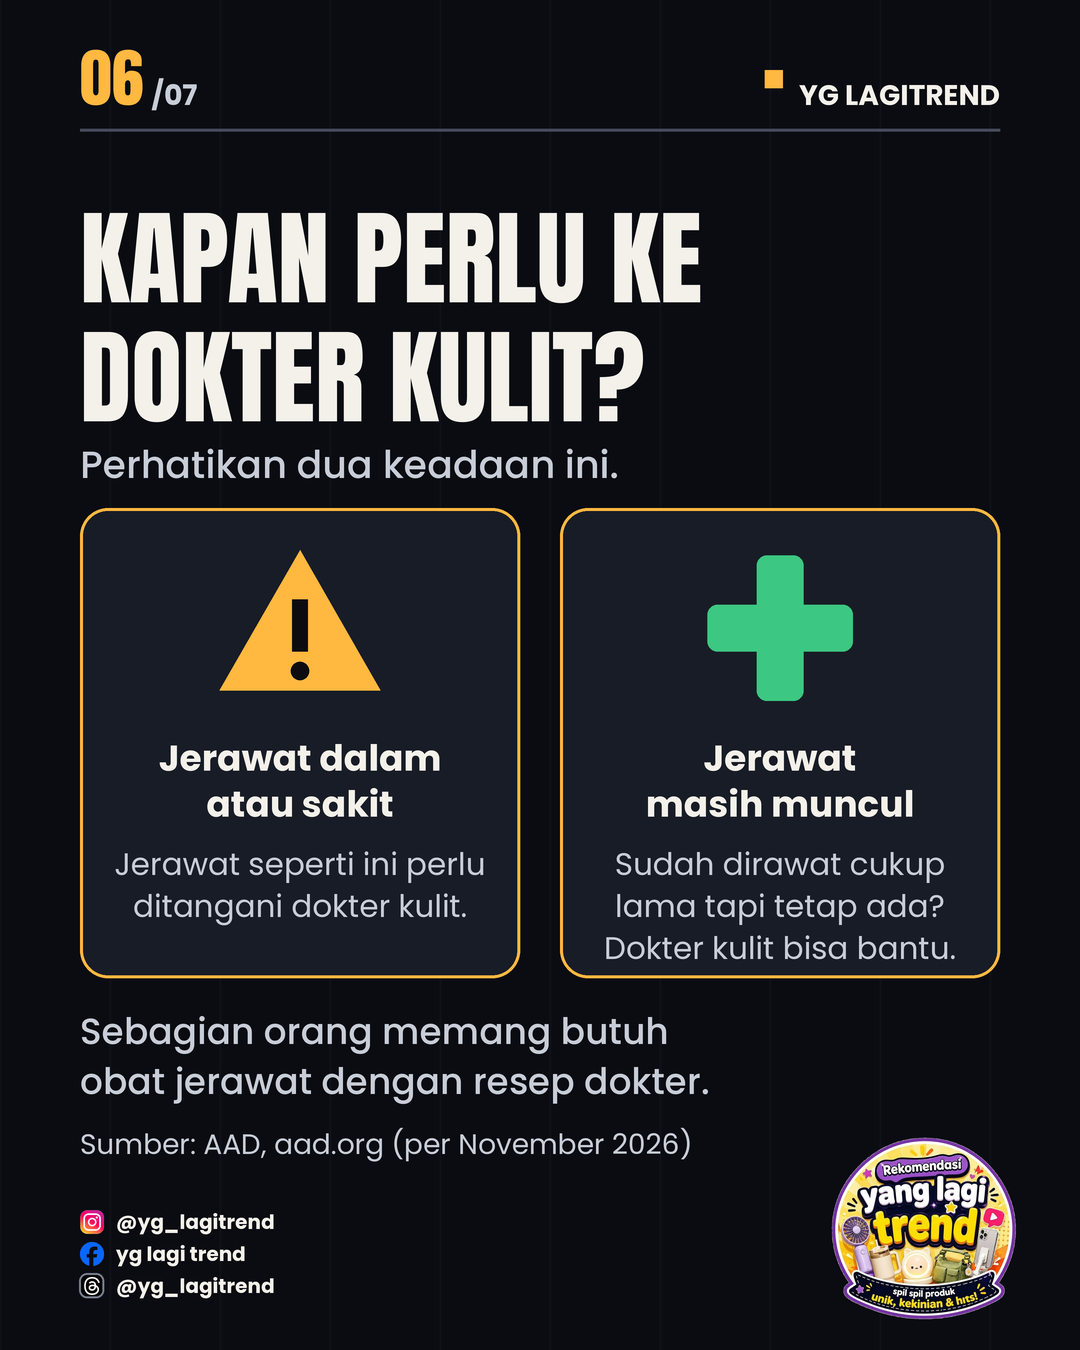 06 /07
YG LAGITREND
KAPAN PERLU KE
DOKTER KULIT?
Perhatikan dua keadaan ini.
Jerawat dalam
atau sakit
Jerawat seperti ini perlu
ditangani dokter kulit.
Jerawat
masih muncul
Sudah dirawat cukup
lama tapi tetap ada?
Dokter kulit bisa bantu.
Sebagian orang memang butuh
obat jerawat dengan resep dokter.
Sumber: AAD, aad.org (per November 2026)
@yg_lagitrend
yg lagi trend
@yg_lagitrend
Rekomendasi
yang lagi
trend
spil spil produk
unik, kekinian & hits!